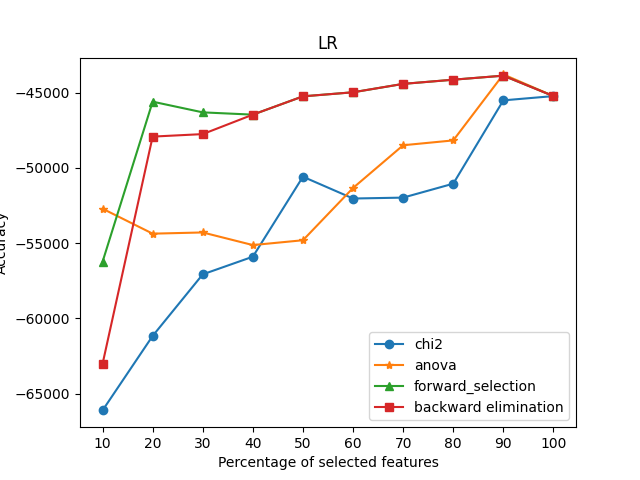 LR
Accuracy
−45000
−50000
−55000
−60000
−65000
10 20 30 40 50 60 70 80 90 100
Percentage of selected features
chi2
anova
forward_selection
backward elimination